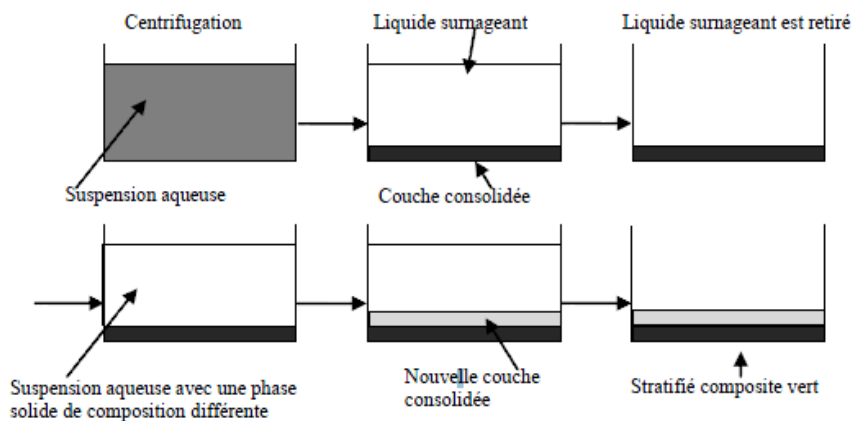 Centrifugation
Liquide surnageant
Liquide surnageant est retiré
Suspension aqueuse
Couche consolidée
Suspension aqueuse avec une phase
solide de composition différente
Nouvelle couche
consolidée
Stratifié composite vert